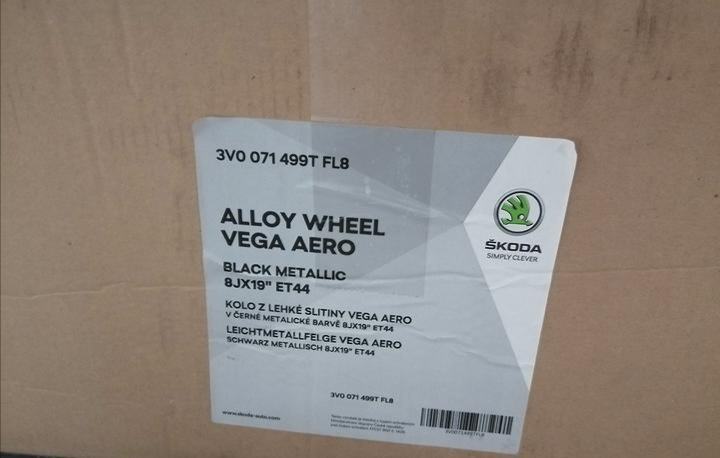 3V0 071 499T FL8
ŠKODA
SIMPLY CLEVER
ALLOY WHEEL
VEGA AERO
BLACK METALLIC
8JX19" ET44
KOLO Z LEHKÉ SLITINY VEGA AERO
V ČERNÉ METALICKÉ BARVĚ 8JX19" ET44
LEICHTMETALLFELGE VEGA AERO
SCHWARZ METALLISCH 8JX19" ET44
3V0 071 499T FL8
www.skoda-auto.com
3V0071499TFL8